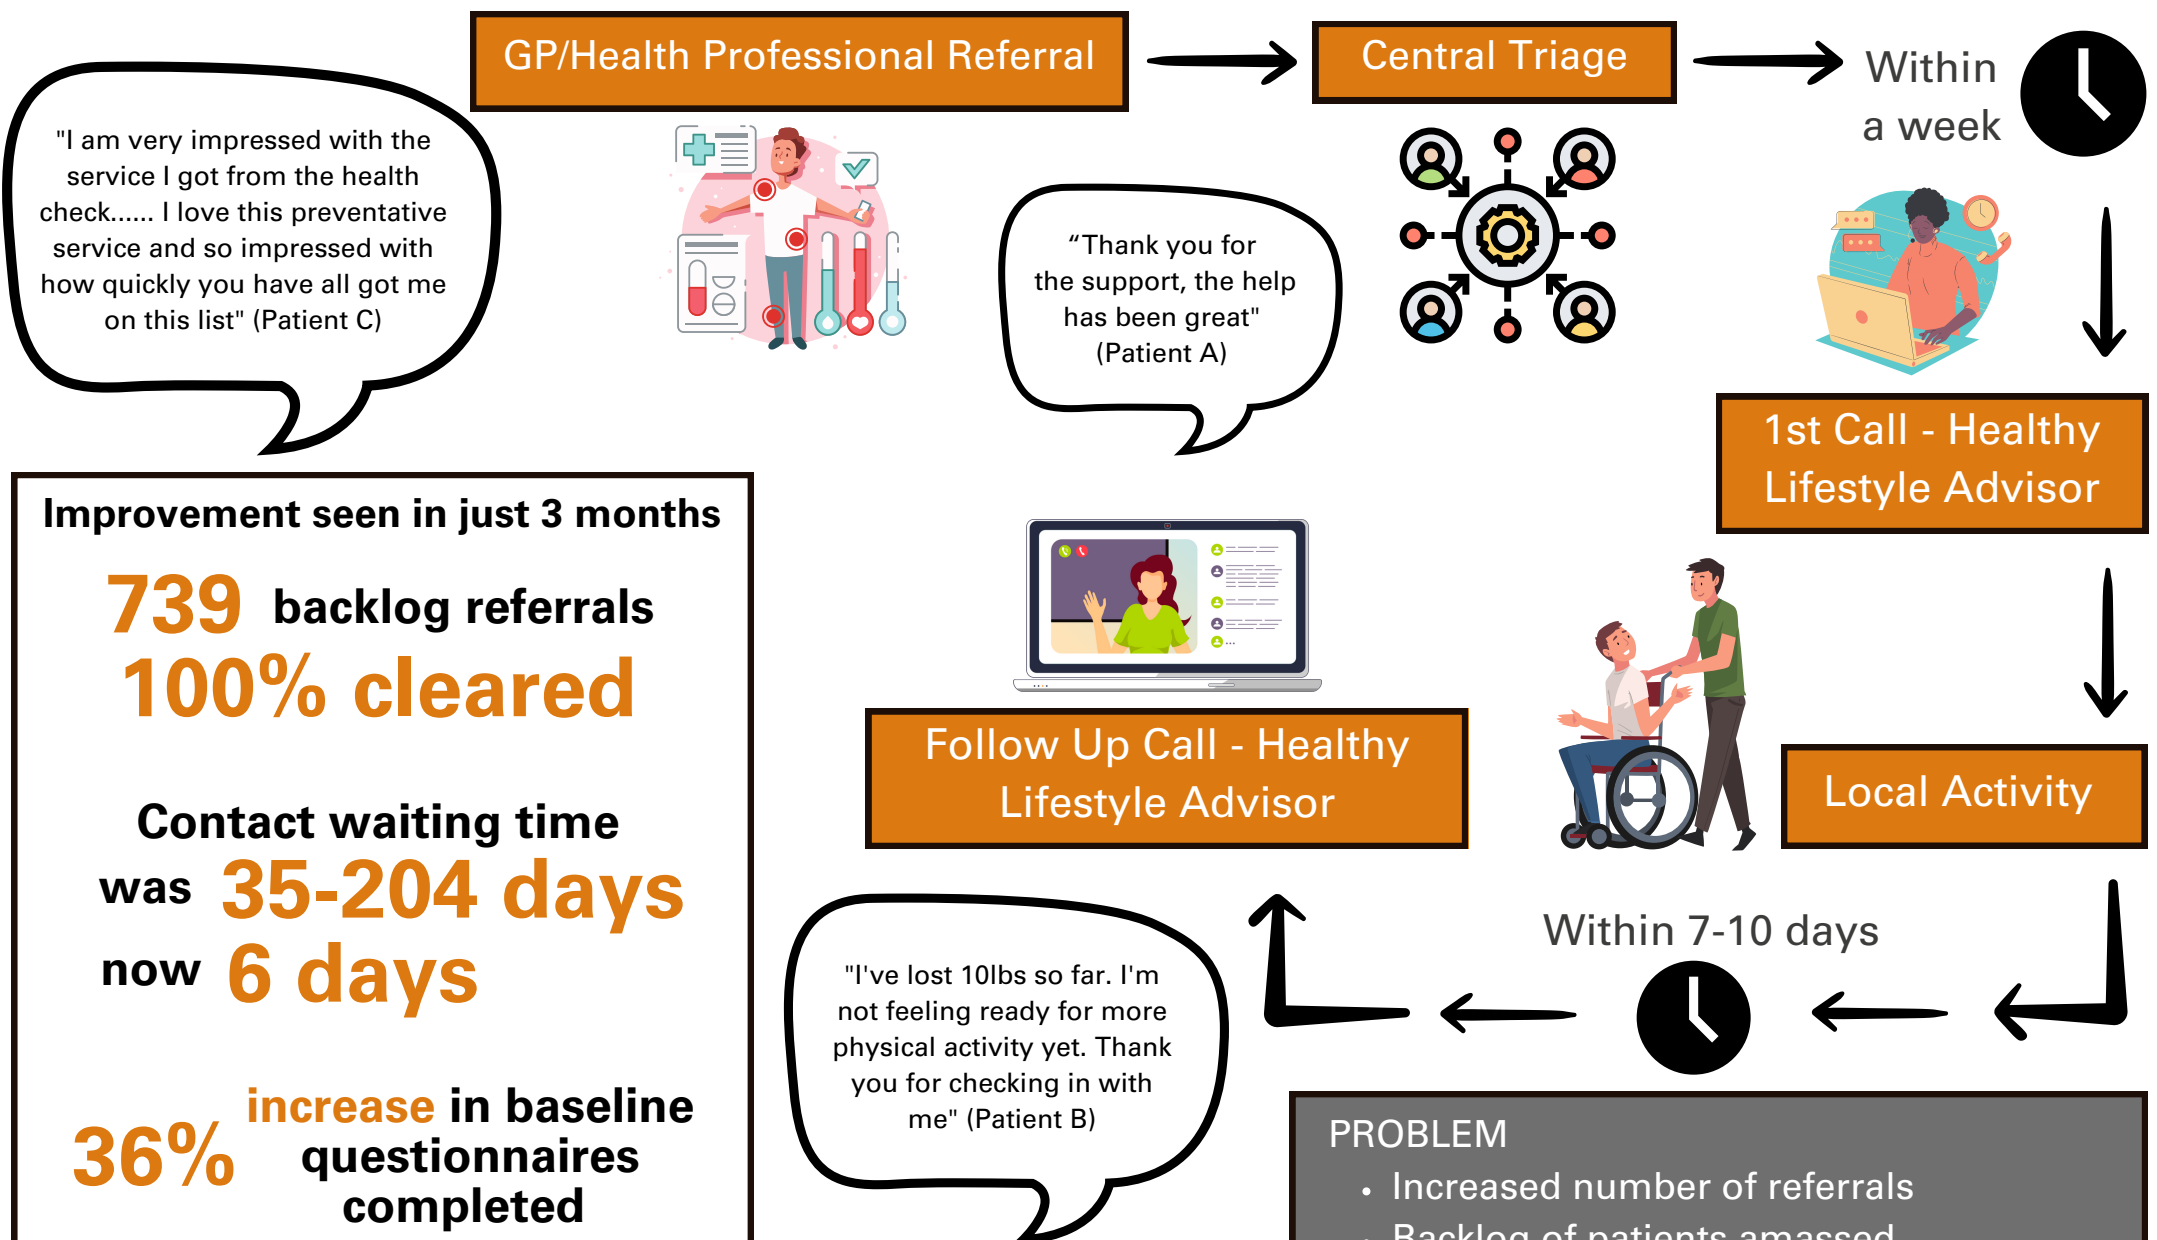 GP/Health Professional Referral
Central Triage
Within
a week
"I am very impressed with the
service I got from the health
check...... I love this preventative
service and so impressed with
how quickly you have all got me
on this list" (Patient C)
“Thank you for
the support, the help
has been great"
(Patient A)
1st Call - Healthy
Lifestyle Advisor
Improvement seen in just 3 months
739 backlog referrals
100% cleared
Contact waiting time
was 35-204 days
now 6 days
36% increase in baseline
questionnaires
completed
Follow Up Call - Healthy
Lifestyle Advisor
Local Activity
Within 7-10 days
"I've lost 10lbs so far. I'm
not feeling ready for more
physical activity yet. Thank
you for checking in with
me" (Patient B)
PROBLEM
• Increased number of referrals
• Backlog of patients amassed